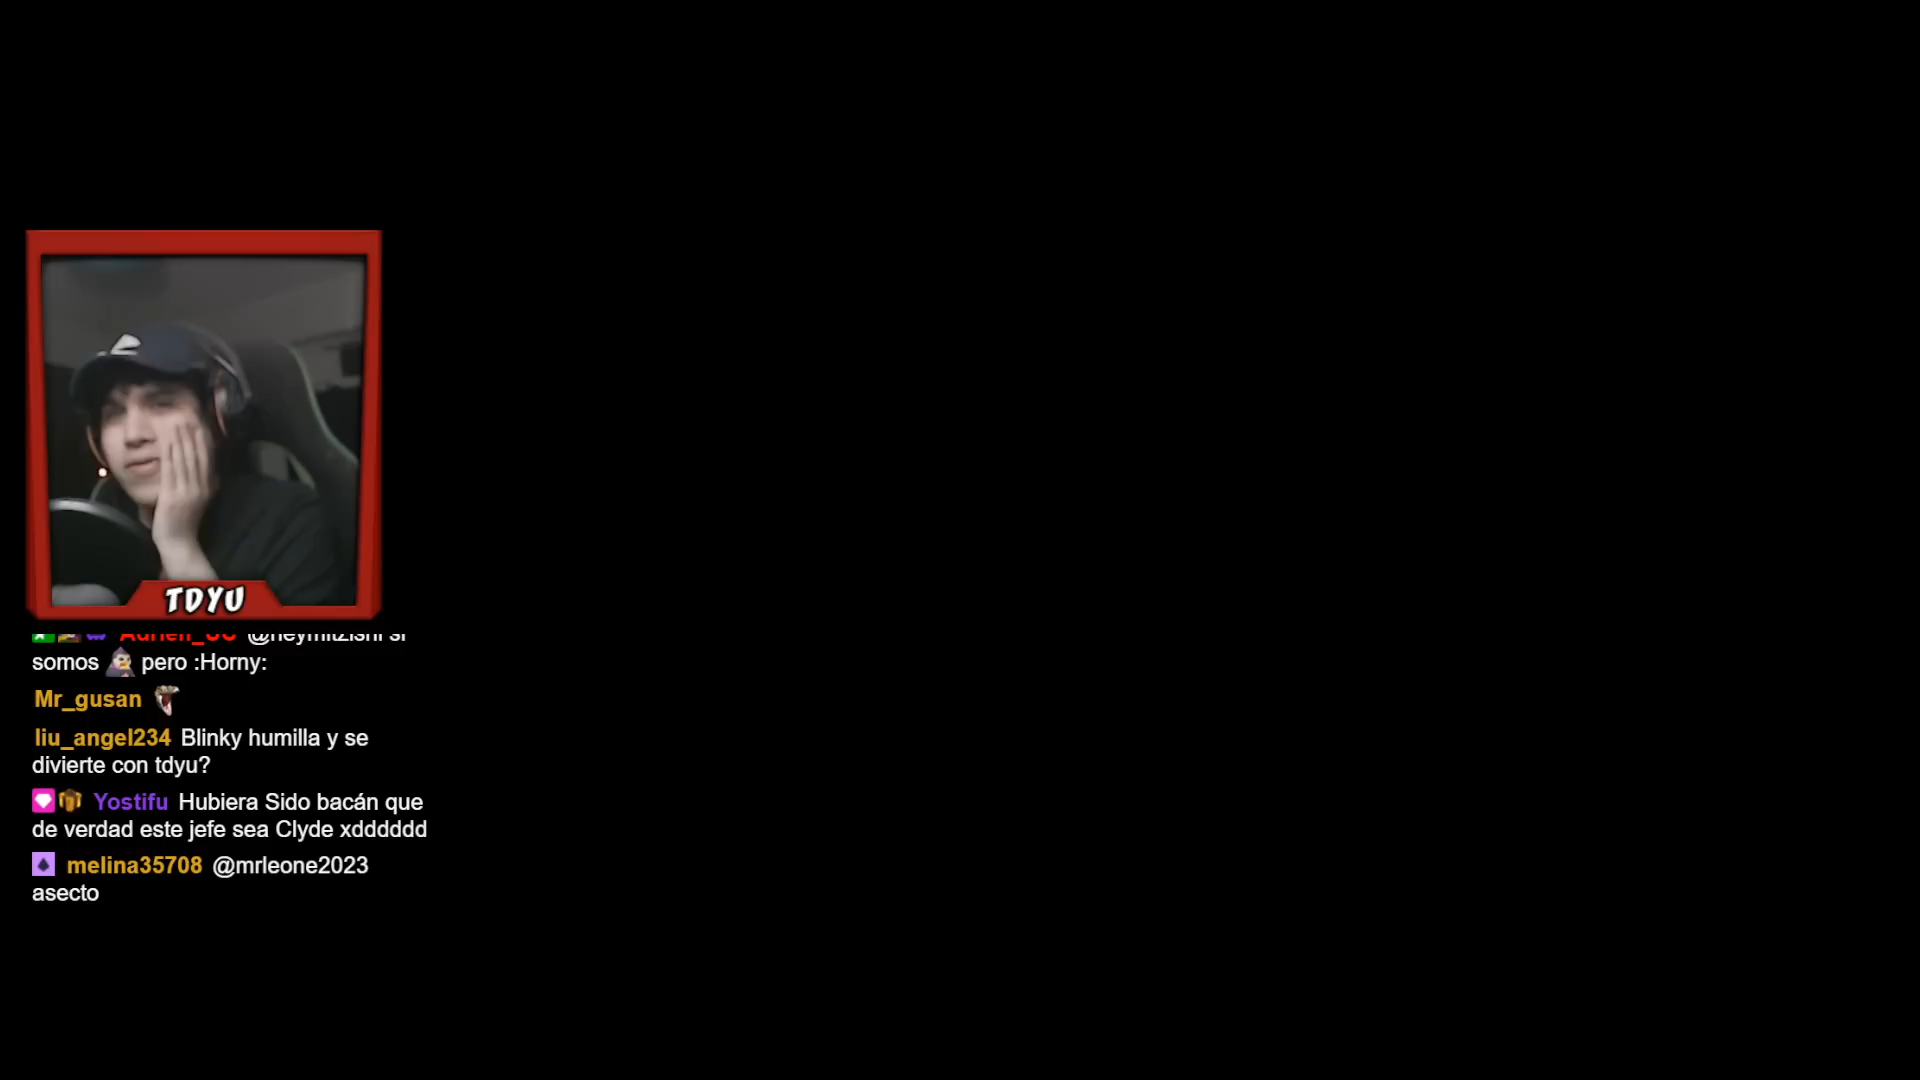 TDYU
somos pero :Horny:
Mr_gusan
liu_angel234 Blinky humilla y se
divierte con tdyu?
Yostifu Hubiera Sido bacán que
de verdad este jefe sea Clyde xdddddd
melina35708 @mrleone2023
asecto